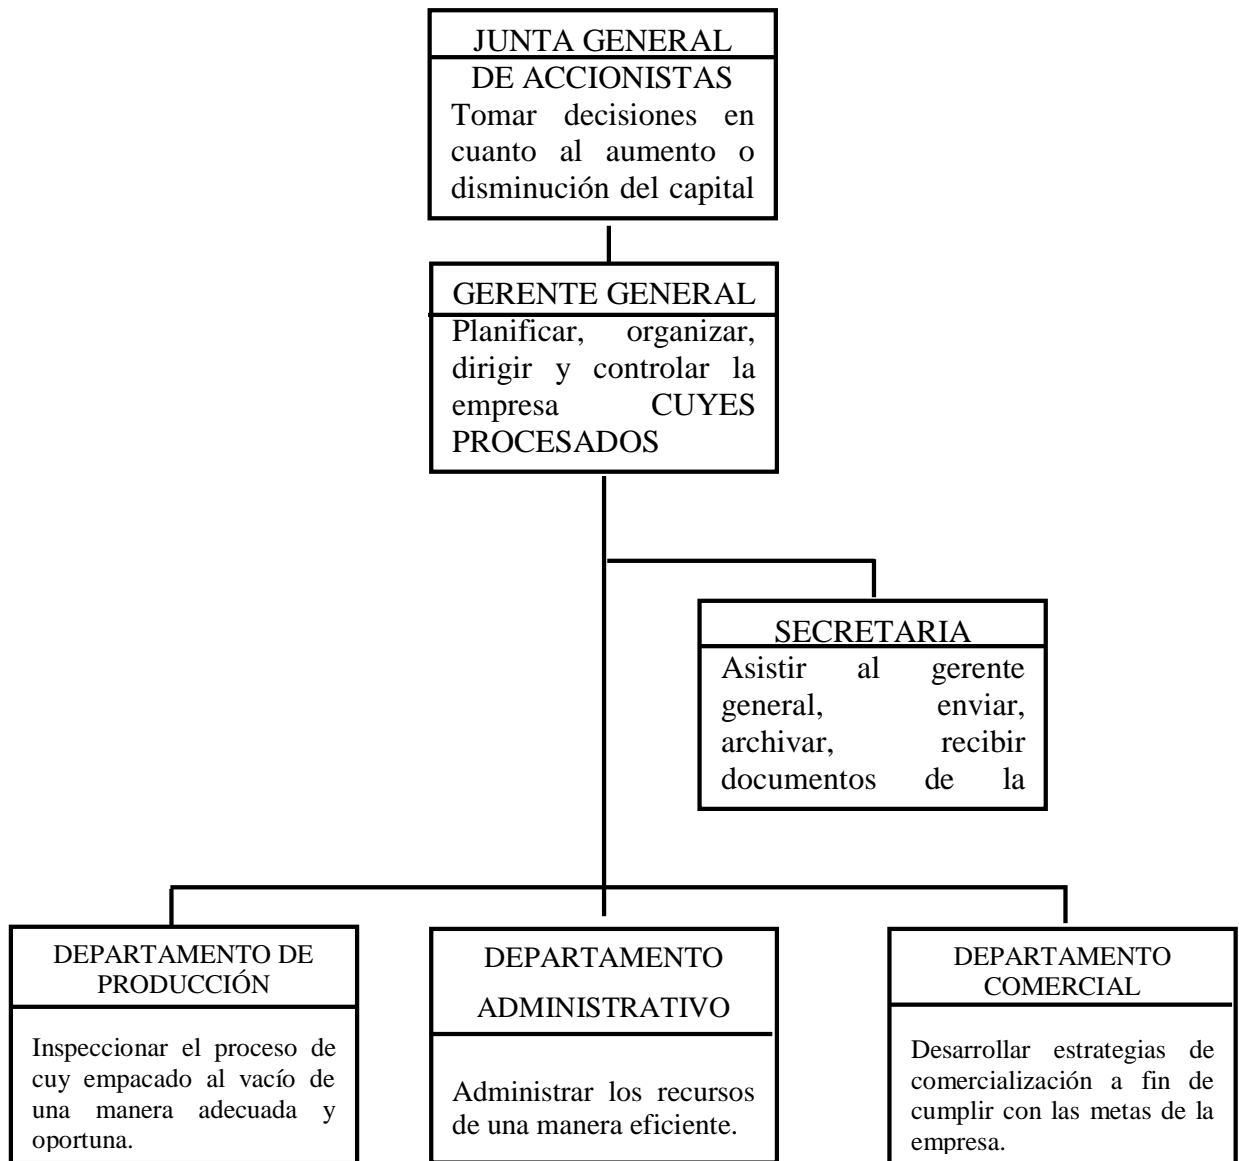 JUNTA GENERAL
DE ACCIONISTAS
Tomar decisiones en
cuanto al aumento o
disminución del capital
GERENTE GENERAL
Planificar, organizar,
dirigir y controlar la
empresa CUYES
PROCESADOS
SECRETARIA
Asistir al gerente
general, enviar,
archivar, recibir
documentos de la
DEPARTAMENTO DE
PRODUCCIÓN
Inspeccionar el proceso de
cuy empacado al vacío de
una manera adecuada y
oportuna.
DEPARTAMENTO
ADMINISTRATIVO
Administrar los recursos
de una manera eficiente.
DEPARTAMENTO
COMERCIAL
Desarrollar estrategias de
comercialización a fin de
cumplir con las metas de la
empresa.